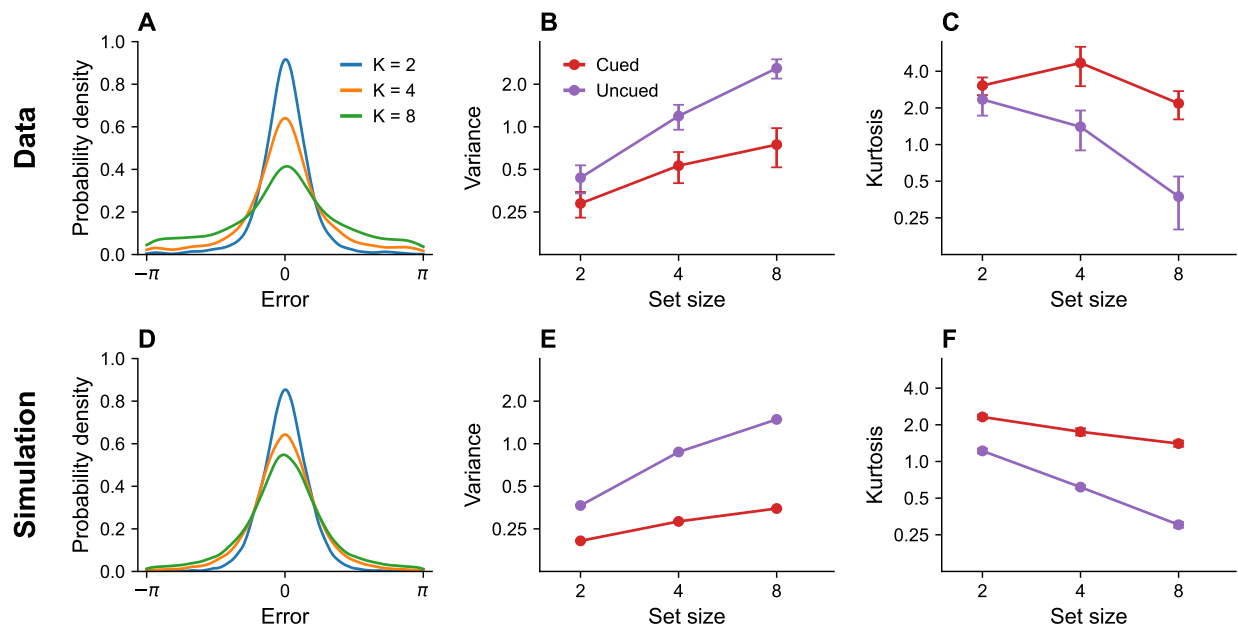 Data
A
Probability density
1.0
0.8
0.6
0.4
0.2
0.0
−π
0
π
Error
K = 2
K = 4
K = 8
B
Variance
2.0
1.0
0.5
0.25
2
4
8
Set size
Cued
Uncued
C
Kurtosis
4.0
2.0
1.0
0.5
0.25
2
4
8
Set size
Simulation
D
Probability density
1.0
0.8
0.6
0.4
0.2
0.0
−π
0
π
Error
E
Variance
2.0
1.0
0.5
0.25
2
4
8
Set size
F
Kurtosis
4.0
2.0
1.0
0.5
0.25
2
4
8
Set size